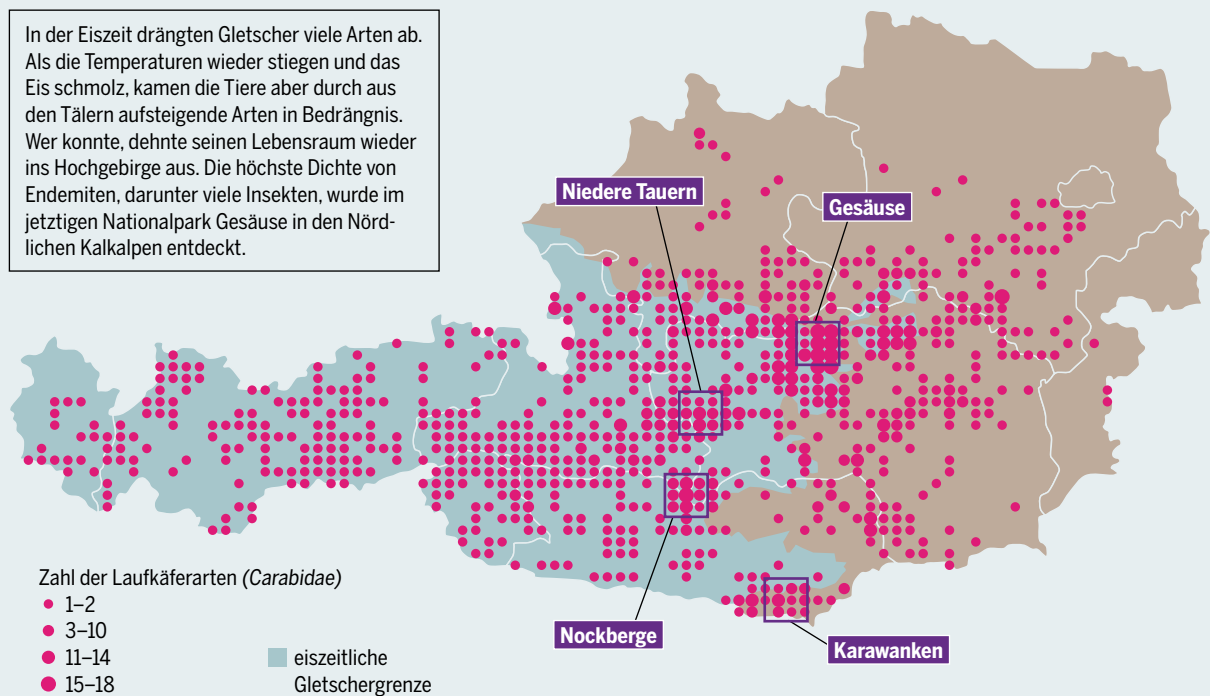 In der Eiszeit drängten Gletscher viele Arten ab.
Als die Temperaturen wieder stiegen und das
Eis schmolz, kamen die Tiere aber durch aus
den Tälern aufsteigende Arten in Bedrängnis.
Wer konnte, dehnte seinen Lebensraum wieder
ins Hochgebirge aus. Die höchste Dichte von
Endemiten, darunter viele Insekten, wurde im
jetztigen Nationalpark Gesäuse in den Nörd-
lichen Kalkalpen entdeckt.
Niedere Tauern
Gesäuse
Nockberge
Karawanken
Zahl der Laufkäferarten (Carabidae)
1–2
3–10
11–14
15–18
eiszeitliche
Gletschergrenze